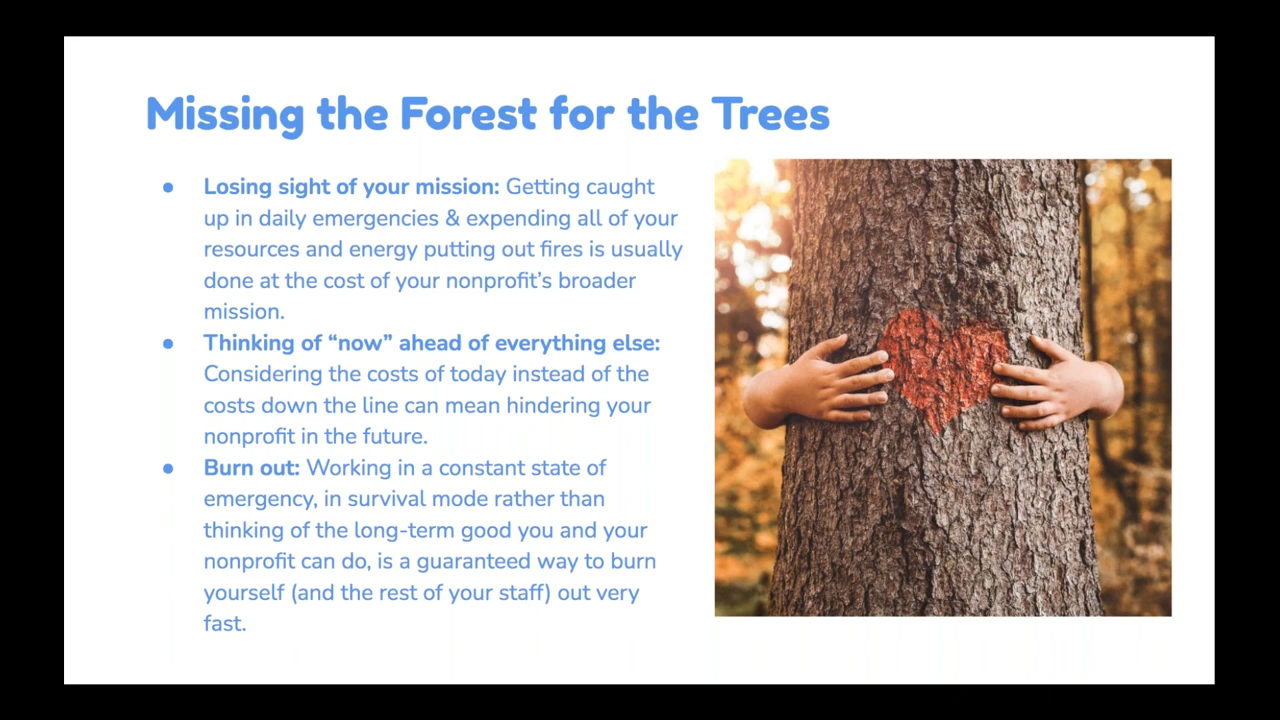 Missing the Forest for the Trees
● Losing sight of your mission: Getting caught
up in daily emergencies & expending all of your
resources and energy putting out fires is usually
done at the cost of your nonprofit's broader
mission.
● Thinking of “now” ahead of everything else:
Considering the costs of today instead of the
costs down the line can mean hindering your
nonprofit in the future.
● Burn out: Working in a constant state of
emergency, in survival mode rather than
thinking of the long-term good you and your
nonprofit can do, is a guaranteed way to burn
yourself (and the rest of your staff) out very
fast.